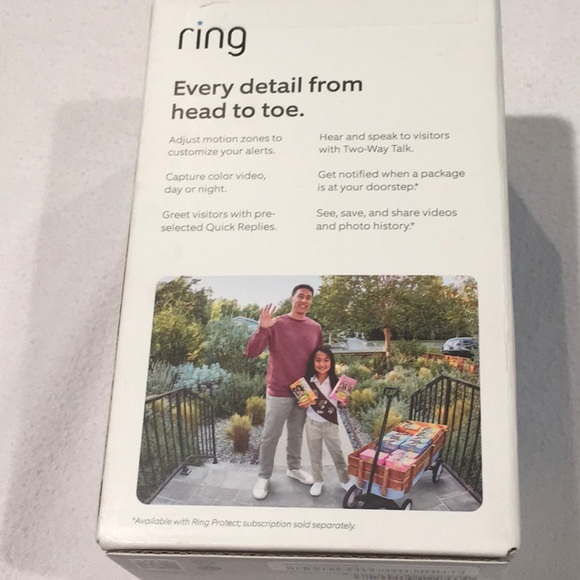 ring
Every detail from
head to toe.
Adjust motion zones to
customize your alerts.
Capture color video,
day or night.
Greet visitors with pre-
selected Quick Replies.
Hear and speak to visitors
with Two-Way Talk.
Get notified when a package
is at your doorstep.*
See, save, and share videos
and photo history.*
*Available with Ring Protect; subscription sold separately.